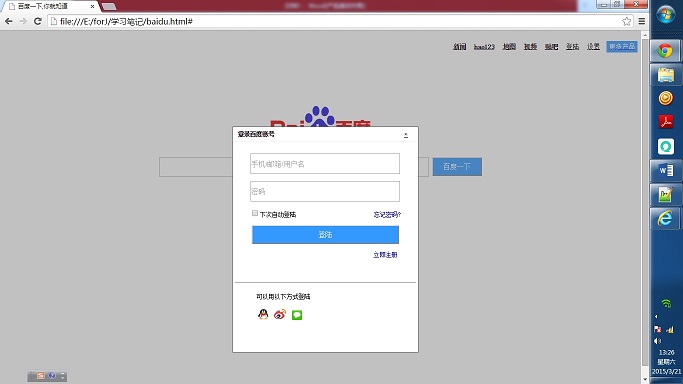 百度一下,你就知道
file:///E:/forJ/学习笔记/baidu.html#
新闻 hao123 地图 视频 贴吧 登陆 设置 更多产品
Bai 百度
登录百度账号
手机/邮箱/用户名
百度一下
密码
下次自动登陆 忘记密码?
登陆
立即注册
可以用以下方式登陆
13:26
星期六
2015/3/21